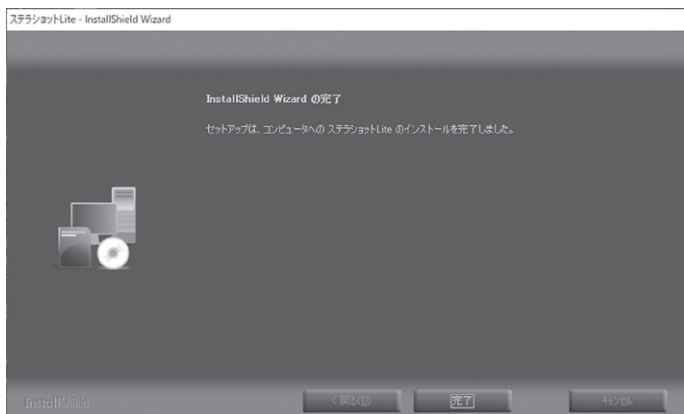 ステラショットLite - InstallShield Wizard
InstallShield Wizard の完了
セットアップは、コンピュータへの ステラショットLite のインストールを完了しました。
InstallShield
< 戻る(B)
完了
キャンセル